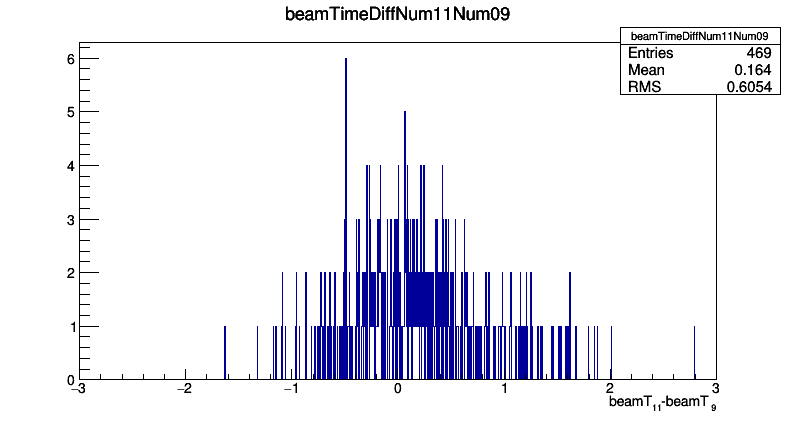 beamTimeDiffNum11Num09
beamTimeDiffNum11Num09
Entries 469
Mean 0.164
RMS 0.6054
6
5
4
3
2
1
0
−3 −2 −1 0 1 2 3
beamT11-beamT9